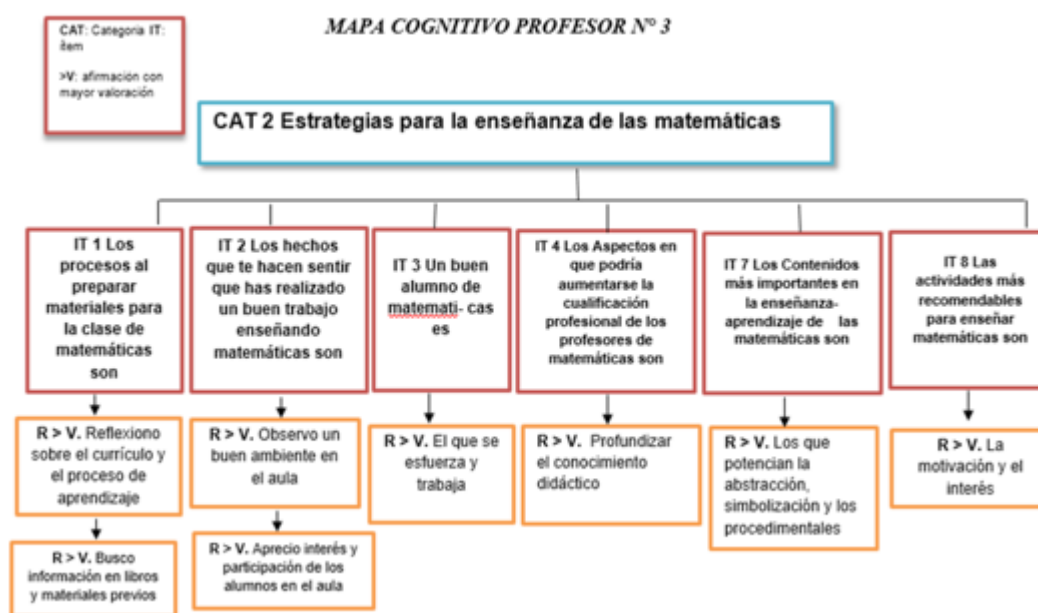 MAPA COGNITIVO PROFESOR N° 3
CAT: Categoria IT:
ítem
>V: afirmación con
mayor valoración
CAT 2 Estrategias para la enseñanza de las matemáticas
IT 1 Los
procesos al
preparar
materiales para
la clase de
matemáticas
son
IT 2 Los hechos
que te hacen sentir
que has realizado
un buen trabajo
enseñando
matemáticas son
IT 3 Un buen
alumno de
matemati- cas
es
IT 4 Los Aspectos en
que podría
aumentarse la
cualificación
profesional de los
profesores de
matemáticas son
IT 7 Los Contenidos
más importantes en
la enseñanza-
aprendizaje de las
matemáticas son
IT 8 Las
actividades más
recomendables
para enseñar
matemáticas son
R > V. Reflexiono
sobre el currículo y
el proceso de
aprendizaje
R > V. Observo un
buen ambiente en
el aula
R > V. El que se
esfuerza y
trabaja
R > V. Profundizar
el conocimiento
didáctico
R > V. Los que
potencian la
abstracción,
simbolización y los
procedimentales
R > V. La
motivación y el
interés
R > V. Busco
información en libros
y materiales previos
R > V. Aprecio interés y
participación de los
alumnos en el aula